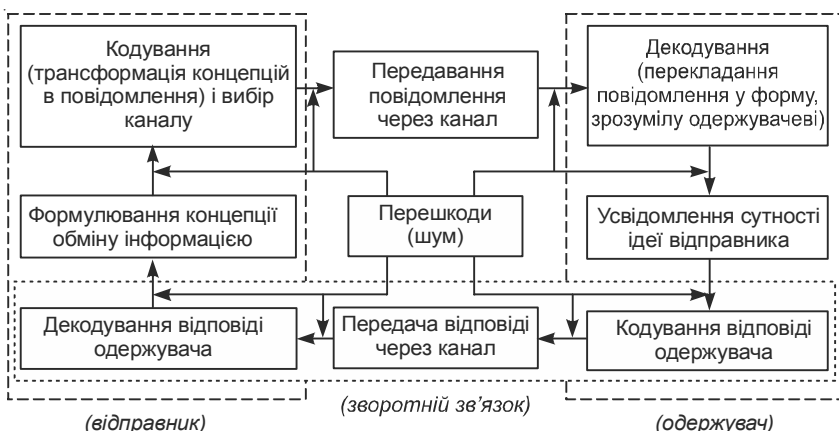 Кодування
(трансформація концепцій
в повідомлення) і вибір
каналу
Передавання
повідомлення
через канал
Декодування
(перекладання
повідомлення у форму,
зрозумілу одержувачеві)
Формулювання концепції
обміну інформацією
Перешкоди
(шум)
Усвідомлення сутності
ідеї відправника
Декодування відповіді
одержувача
Передача відповіді
через канал
Кодування відповіді
одержувача
(відправник)
(зворотній зв’язок)
(одержувач)